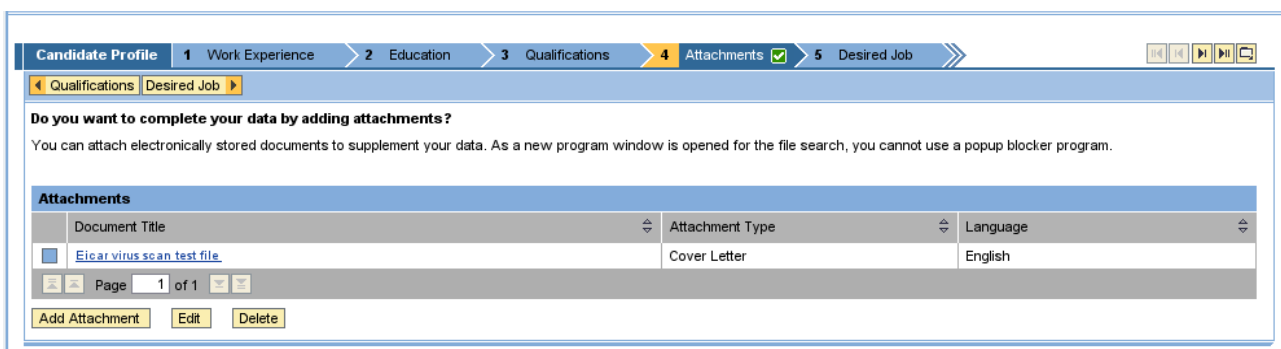 Candidate Profile 1 Work Experience 2 Education 3 Qualifications 4 Attachments 5 Desired Job
Qualifications Desired Job
Do you want to complete your data by adding attachments?
You can attach electronically stored documents to supplement your data. As a new program window is opened for the file search, you cannot use a popup blocker program.
Attachments
Document Title Attachment Type Language
Eicar virus scan test file Cover Letter English
Page 1 of 1
Add Attachment Edit Delete